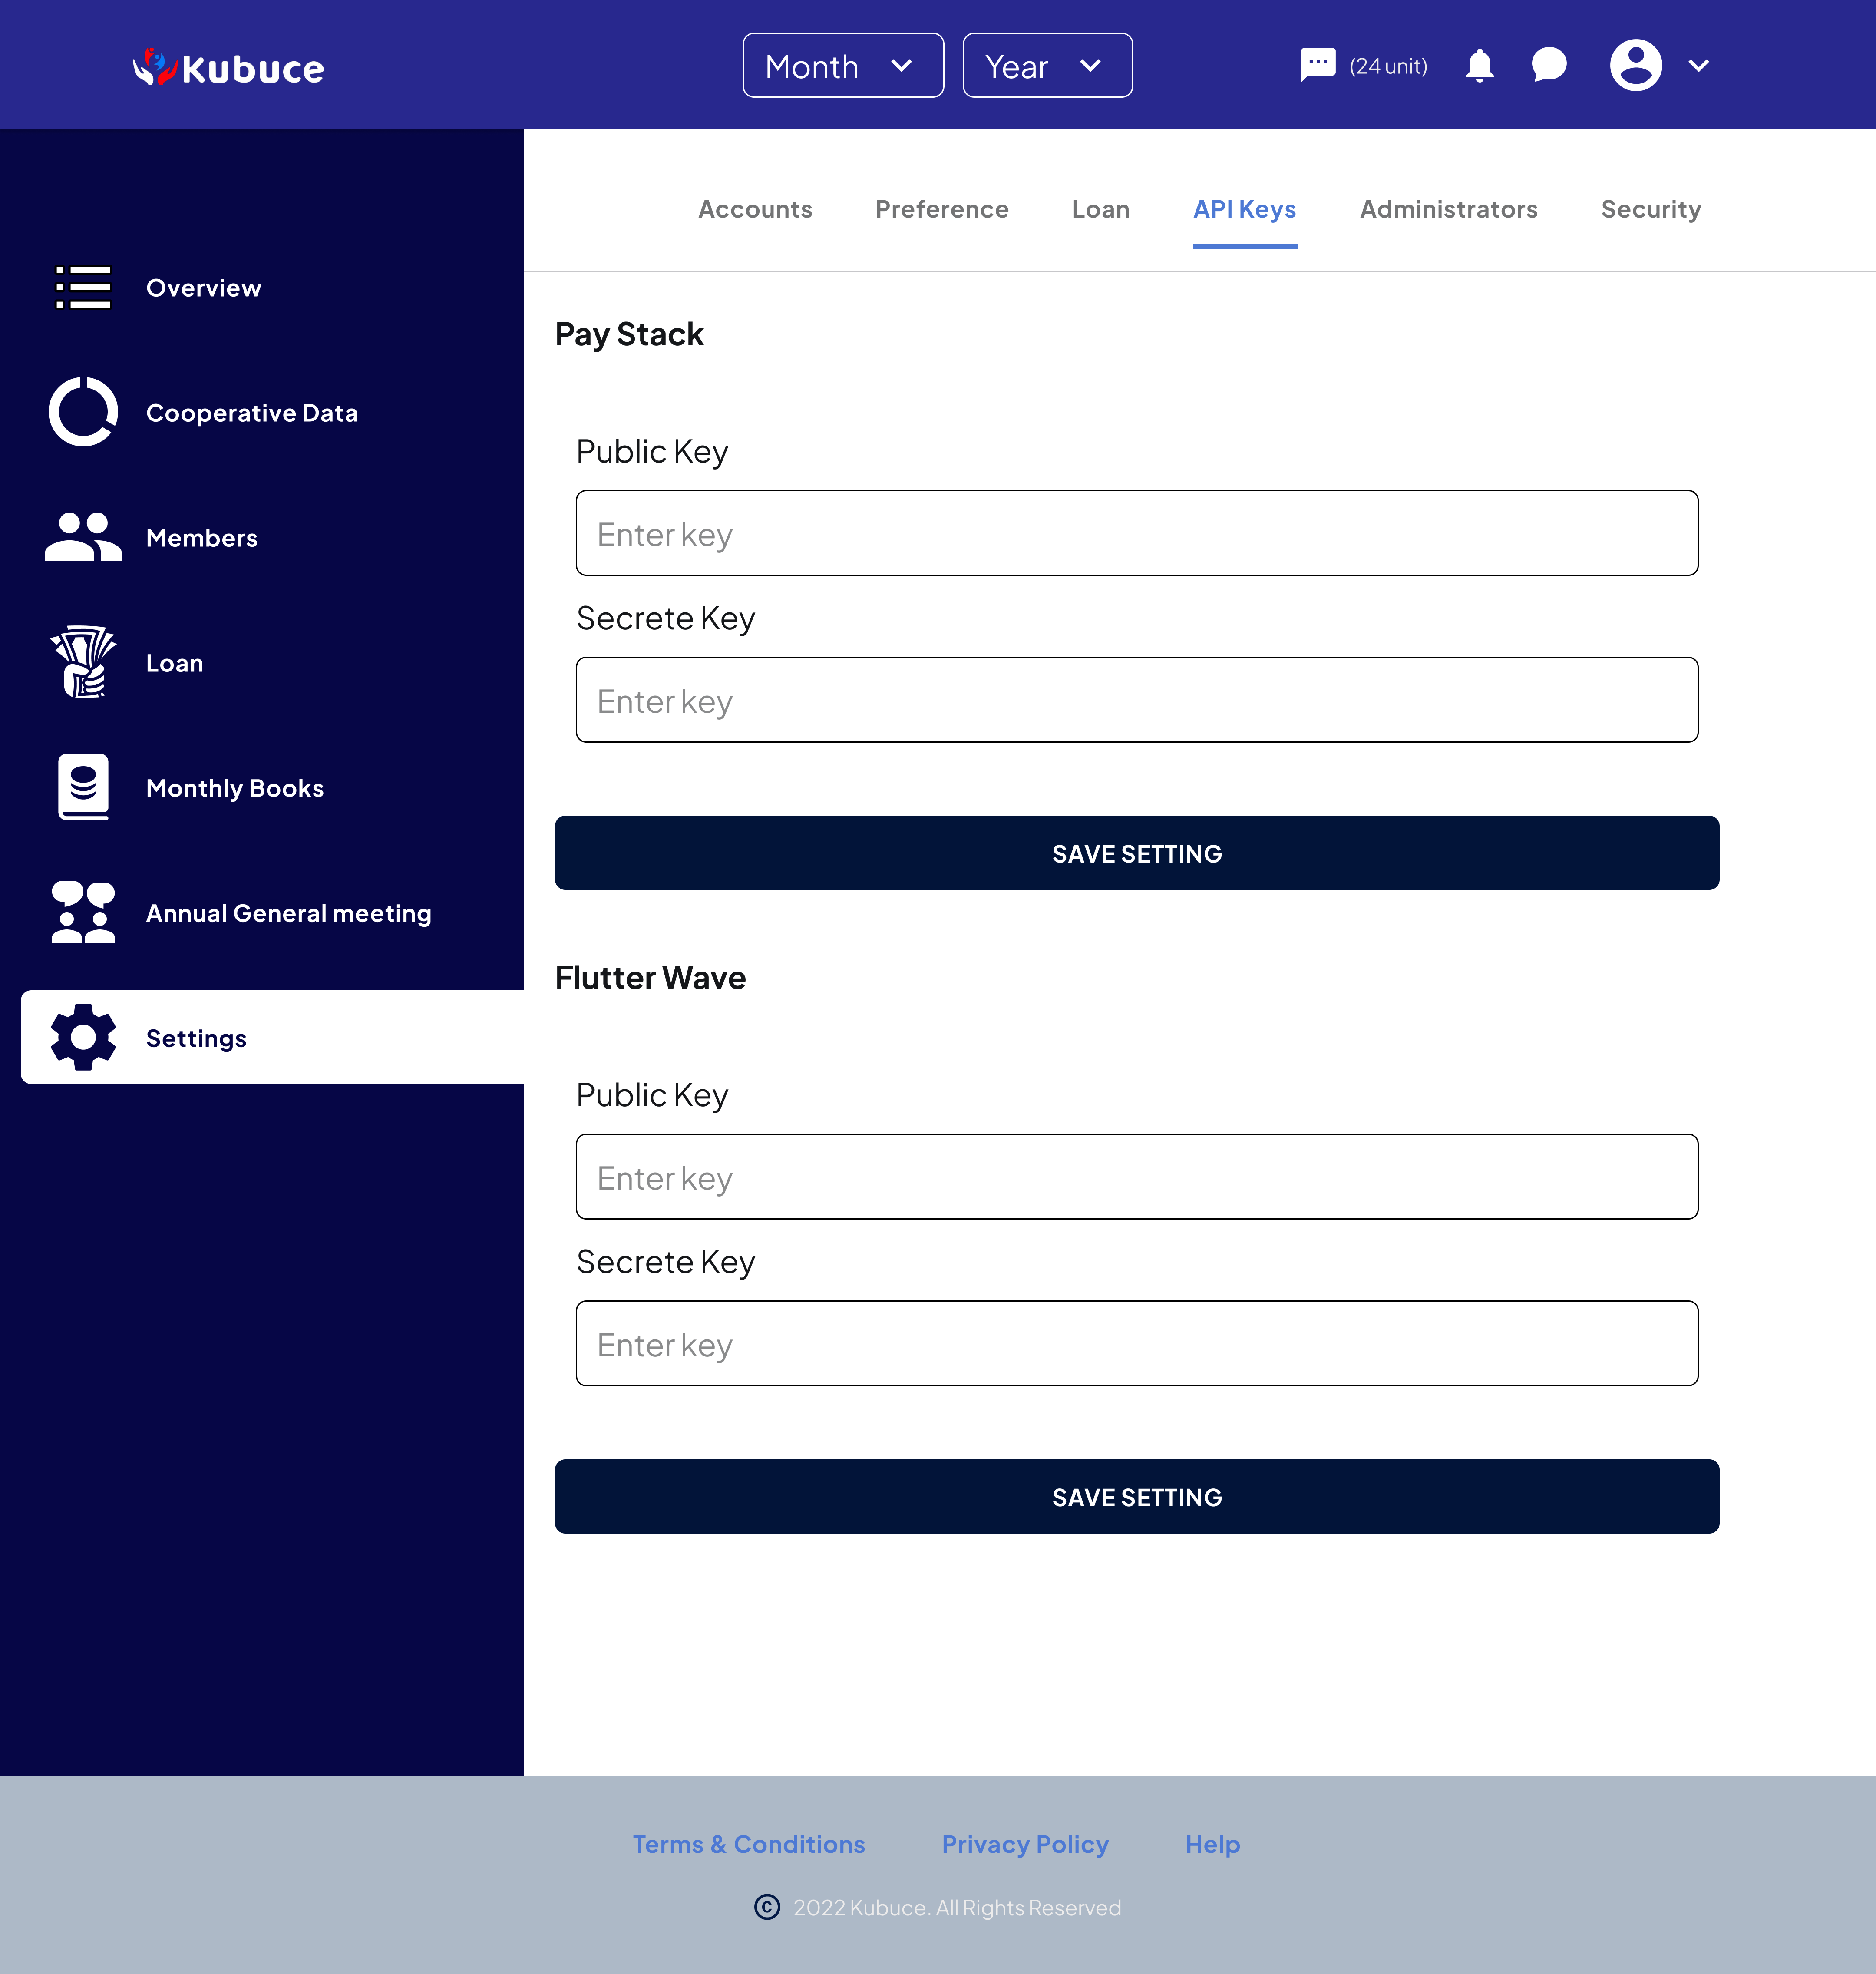 Kubuce
Month
Year
(24 unit)
Accounts
Preference
Loan
API Keys
Administrators
Security
Overview
Cooperative Data
Members
Loan
Monthly Books
Annual General meeting
Settings
Pay Stack
Public Key
Enter key
Secrete Key
Enter key
SAVE SETTING
Flutter Wave
Public Key
Enter key
Secrete Key
Enter key
SAVE SETTING
Terms & Conditions
Privacy Policy
Help
© 2022 Kubuce. All Rights Reserved